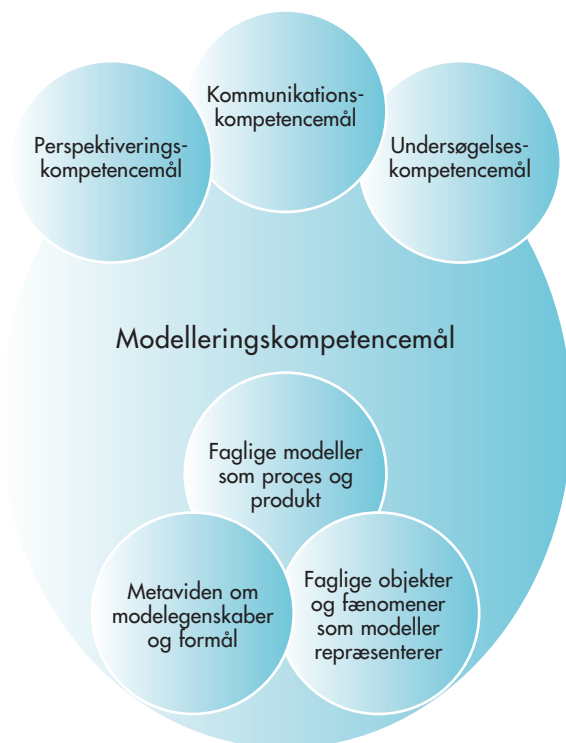 Kommunikations-
kompetencemål
Perspektiverings-
kompetencemål
Undersøgelses-
kompetencemål
Modelleringskompetencemål
Faglige modeller
som proces og
produkt
Metaviden om
modelegenskaber
og formål
Faglige objekter
og fænomener
som modeller
repræsenterer